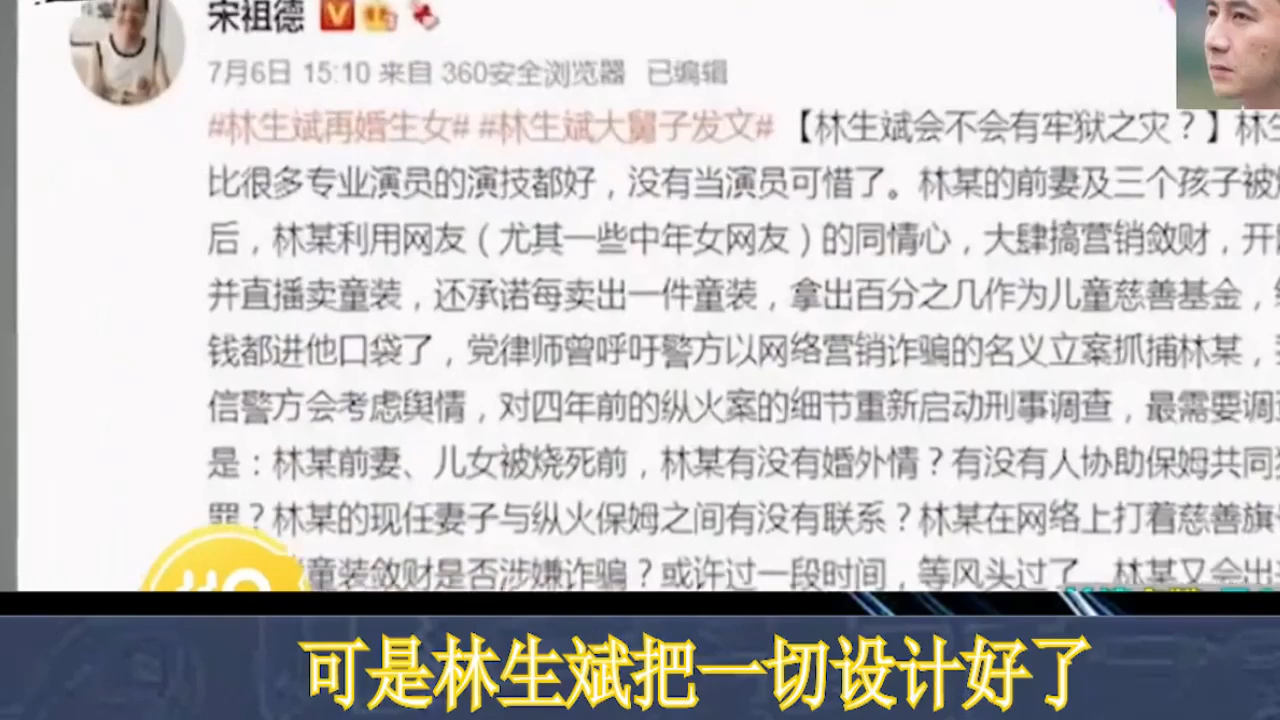 宋祖德
7月6日 15:10 来自 360安全浏览器 已编辑
#林生斌再婚生女# #林生斌大舅子发文# 【林生斌会不会有牢狱之灾？】林
比很多专业演员的演技都好，没有当演员可惜了。林某的前妻及三个孩子被
后，林某利用网友（尤其一些中年女网友）的同情心，大肆搞营销敛财，开
并直播卖童装，还承诺每卖出一件童装，拿出百分之几作为儿童慈善基金，
钱都进他口袋了，党律师曾呼吁警方以网络营销诈骗的名义立案抓捕林某，
信警方会考虑舆情，对四年前的纵火案的细节重新启动刑事调查，最需要调
是：林某前妻、儿女被烧死前，林某有没有婚外情？有没有人协助保姆共同
罪？林某的现任妻子与纵火保姆之间有没有联系？林某在网络上打着慈善旗
童装敛财是否涉嫌诈骗？或许过一段时间，等风头过了，林某又会出
可是林生斌把一切设计好了